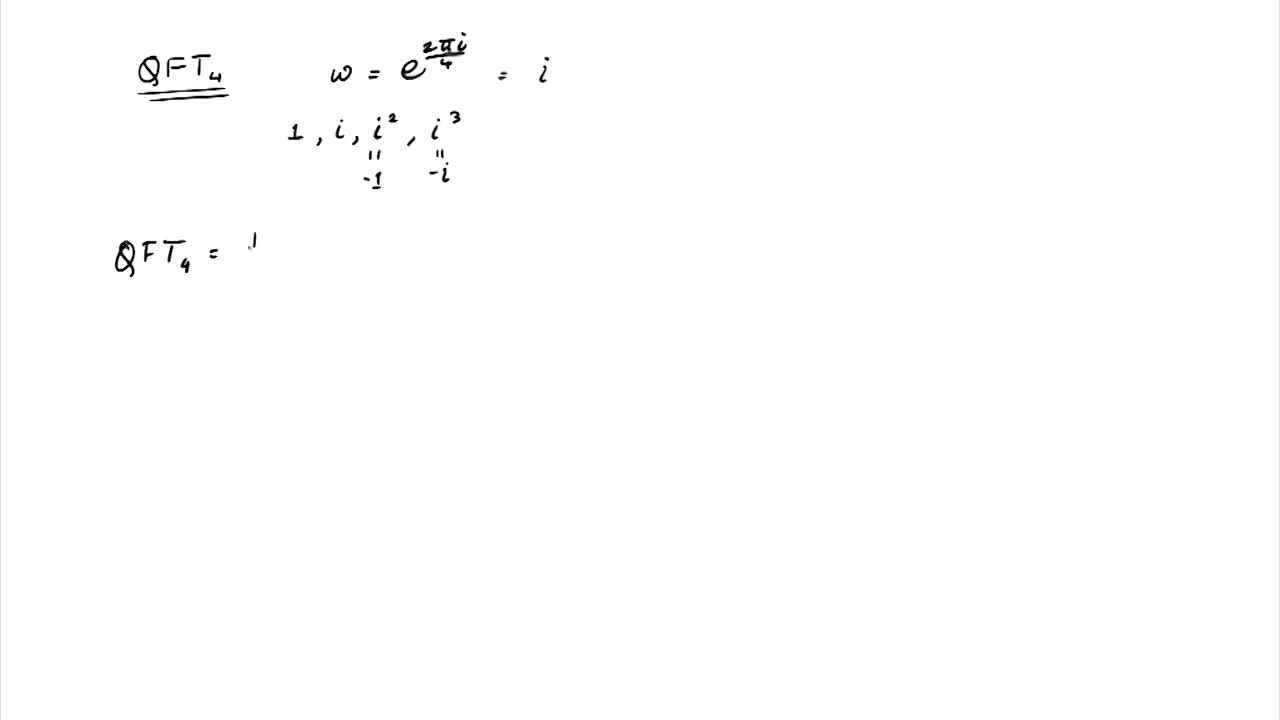 QFT₄ ω = e^(2πi/4) = i
1, i, i², i³
= =
-1 -i
QFT₄ =